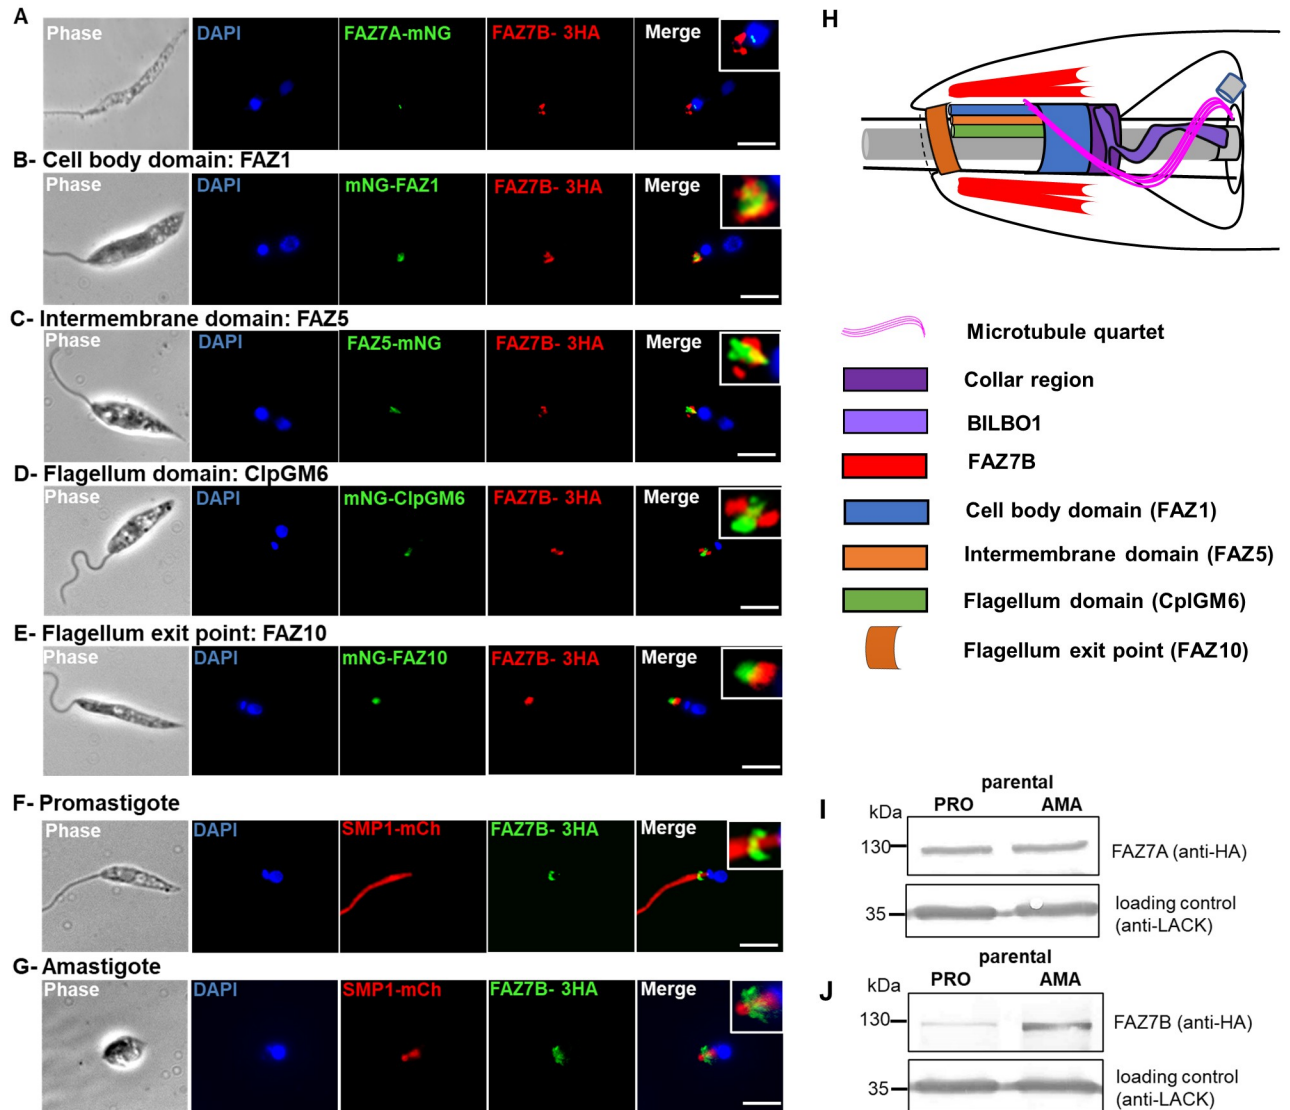 A
Phase
DAPI
FAZ7A-mNG
FAZ7B- 3HA
Merge
B- Cell body domain: FAZ1
Phase
DAPI
mNG-FAZ1
FAZ7B- 3HA
Merge
C- Intermembrane domain: FAZ5
Phase
DAPI
FAZ5-mNG
FAZ7B- 3HA
Merge
D- Flagellum domain: ClpGM6
Phase
DAPI
mNG-ClpGM6
FAZ7B- 3HA
Merge
E- Flagellum exit point: FAZ10
Phase
DAPI
mNG-FAZ10
FAZ7B- 3HA
Merge
F- Promastigote
Phase
DAPI
SMP1-mCh
FAZ7B- 3HA
Merge
G- Amastigote
Phase
DAPI
SMP1-mCh
FAZ7B- 3HA
Merge
H
Microtubule quartet
Collar region
BILBO1
FAZ7B
Cell body domain (FAZ1)
Intermembrane domain (FAZ5)
Flagellum domain (CplGM6)
Flagellum exit point (FAZ10)
I
parental
kDa
PRO
AMA
130
FAZ7A (anti-HA)
35
loading control
(anti-LACK)
J
parental
kDa
PRO
AMA
130
FAZ7B (anti-HA)
35
loading control
(anti-LACK)